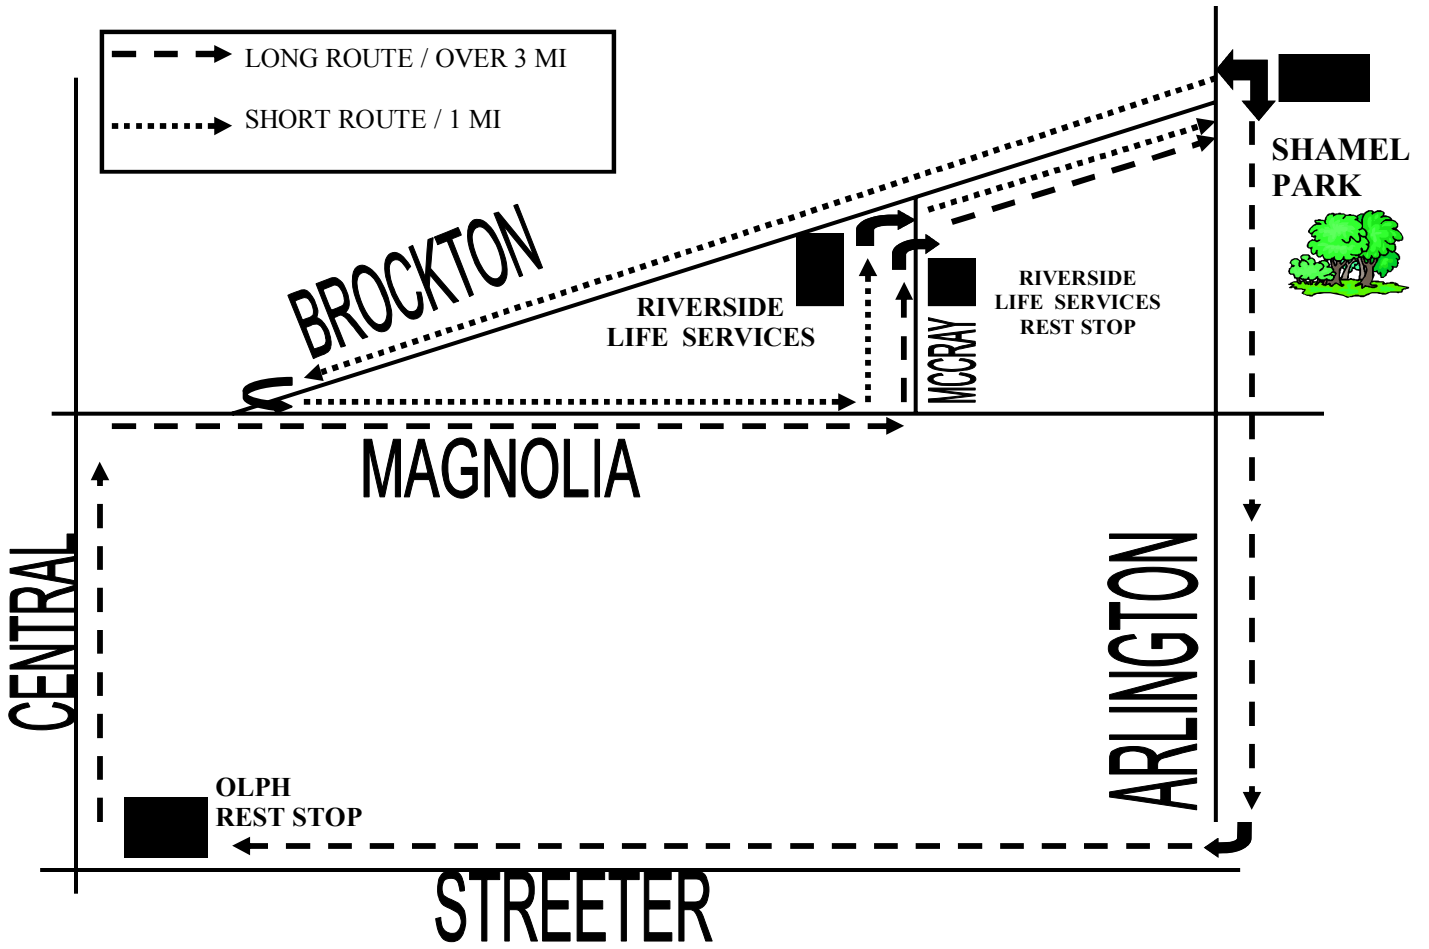 LONG ROUTE / OVER 3 MI
SHORT ROUTE / 1 MI
SHAMEL
PARK
BROCKTON
RIVERSIDE
LIFE SERVICES
MCCRAY
RIVERSIDE
LIFE SERVICES
REST STOP
MAGNOLIA
CENTRAL
ARLINGTON
OLPH
REST STOP
STREETER